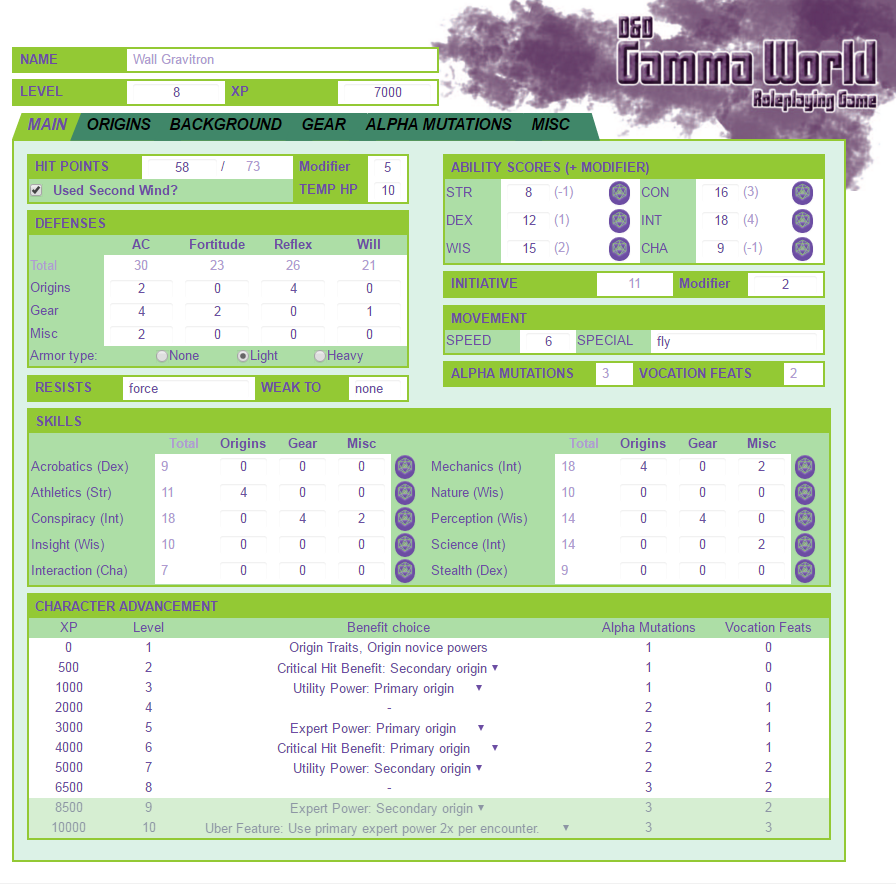 D&D
Gamma World
Roleplaying Game
NAME Wall Gravitron
LEVEL 8 XP 7000
MAIN ORIGINS BACKGROUND GEAR ALPHA MUTATIONS MISC
HIT POINTS 58 / 73 Modifier 5
Used Second Wind? TEMP HP 10
DEFENSES
AC Fortitude Reflex Will
Total 30 23 26 21
Origins 2 0 4 0
Gear 4 2 0 1
Misc 2 0 0 0
Armor type: None Light Heavy
RESISTS force WEAK TO none
ABILITY SCORES (+ MODIFIER)
STR 8 (-1) CON 16 (3)
DEX 12 (1) INT 18 (4)
WIS 15 (2) CHA 9 (-1)
INITIATIVE 11 Modifier 2
MOVEMENT
SPEED 6 SPECIAL fly
ALPHA MUTATIONS 3 VOCATION FEATS 2
SKILLS
Total Origins Gear Misc Total Origins Gear Misc
Acrobatics (Dex) 9 0 0 0 Mechanics (Int) 18 4 0 2
Athletics (Str) 11 4 0 0 Nature (Wis) 10 0 0 0
Conspiracy (Int) 18 0 4 2 Perception (Wis) 14 0 4 0
Insight (Wis) 10 0 0 0 Science (Int) 14 0 0 2
Interaction (Cha) 7 0 0 0 Stealth (Dex) 9 0 0 0
CHARACTER ADVANCEMENT
XP Level Benefit choice Alpha Mutations Vocation Feats
0 1 Origin Traits, Origin novice powers 1 0
500 2 Critical Hit Benefit: Secondary origin ▼ 1 0
1000 3 Utility Power: Primary origin ▼ 1 0
2000 4 - 2 1
3000 5 Expert Power: Primary origin ▼ 2 1
4000 6 Critical Hit Benefit: Primary origin ▼ 2 1
5000 7 Utility Power: Secondary origin ▼ 2 2
6500 8 - 3 2
8500 9 Expert Power: Secondary origin ▼ 3 2
10000 10 Uber Feature: Use primary expert power 2x per encounter. ▼ 3 3